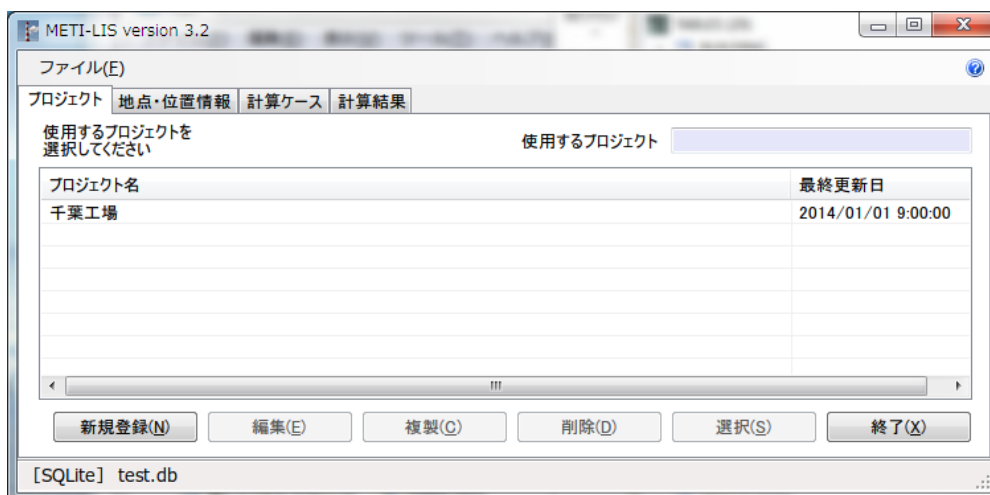 METI-LIS version 3.2
ファイル(F)
プロジェクト 地点・位置情報 計算ケース 計算結果
使用するプロジェクトを
選択してください
使用するプロジェクト
プロジェクト名 最終更新日
千葉工場 2014/01/01 9:00:00
新規登録(N) 編集(E) 複製(C) 削除(D) 選択(S) 終了(X)
[SQLite] test.db